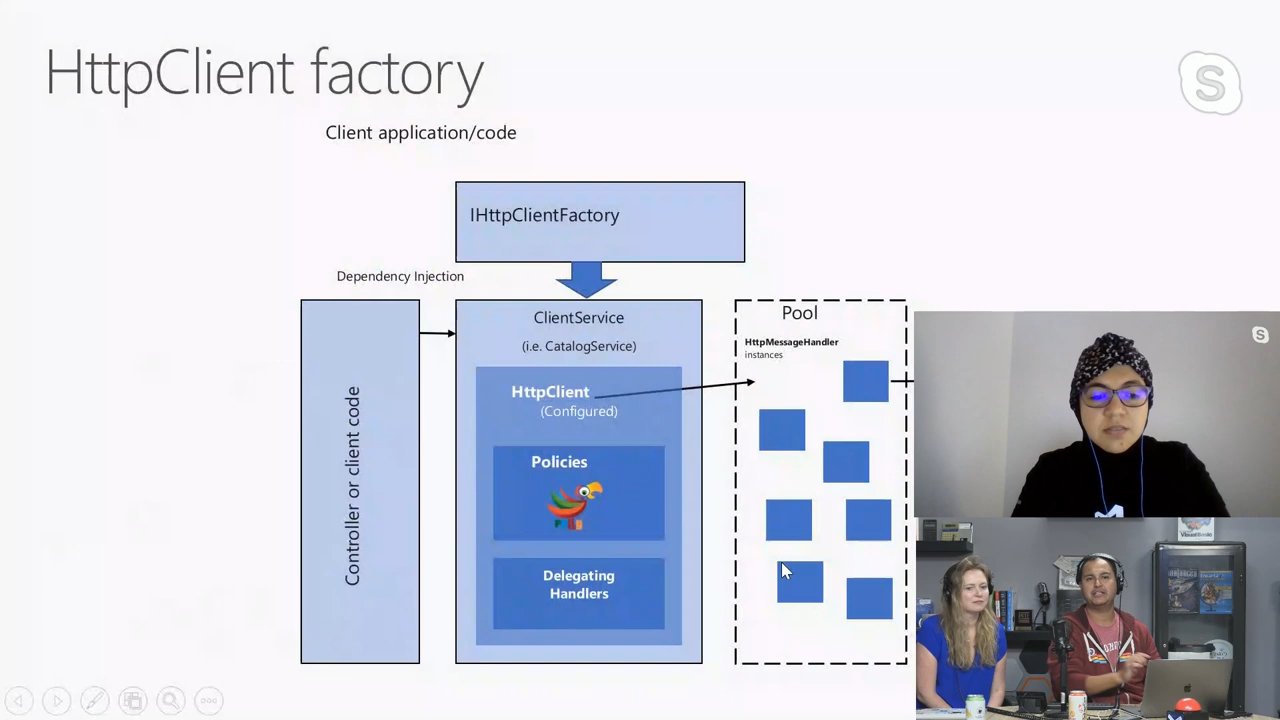 HttpClient factory
Client application/code
IHttpClientFactory
Dependency Injection
Controller or client code
ClientService
(i.e. CatalogService)
HttpClient
(Configured)
Policies
Delegating
Handlers
Pool
HttpMessageHandler
instances